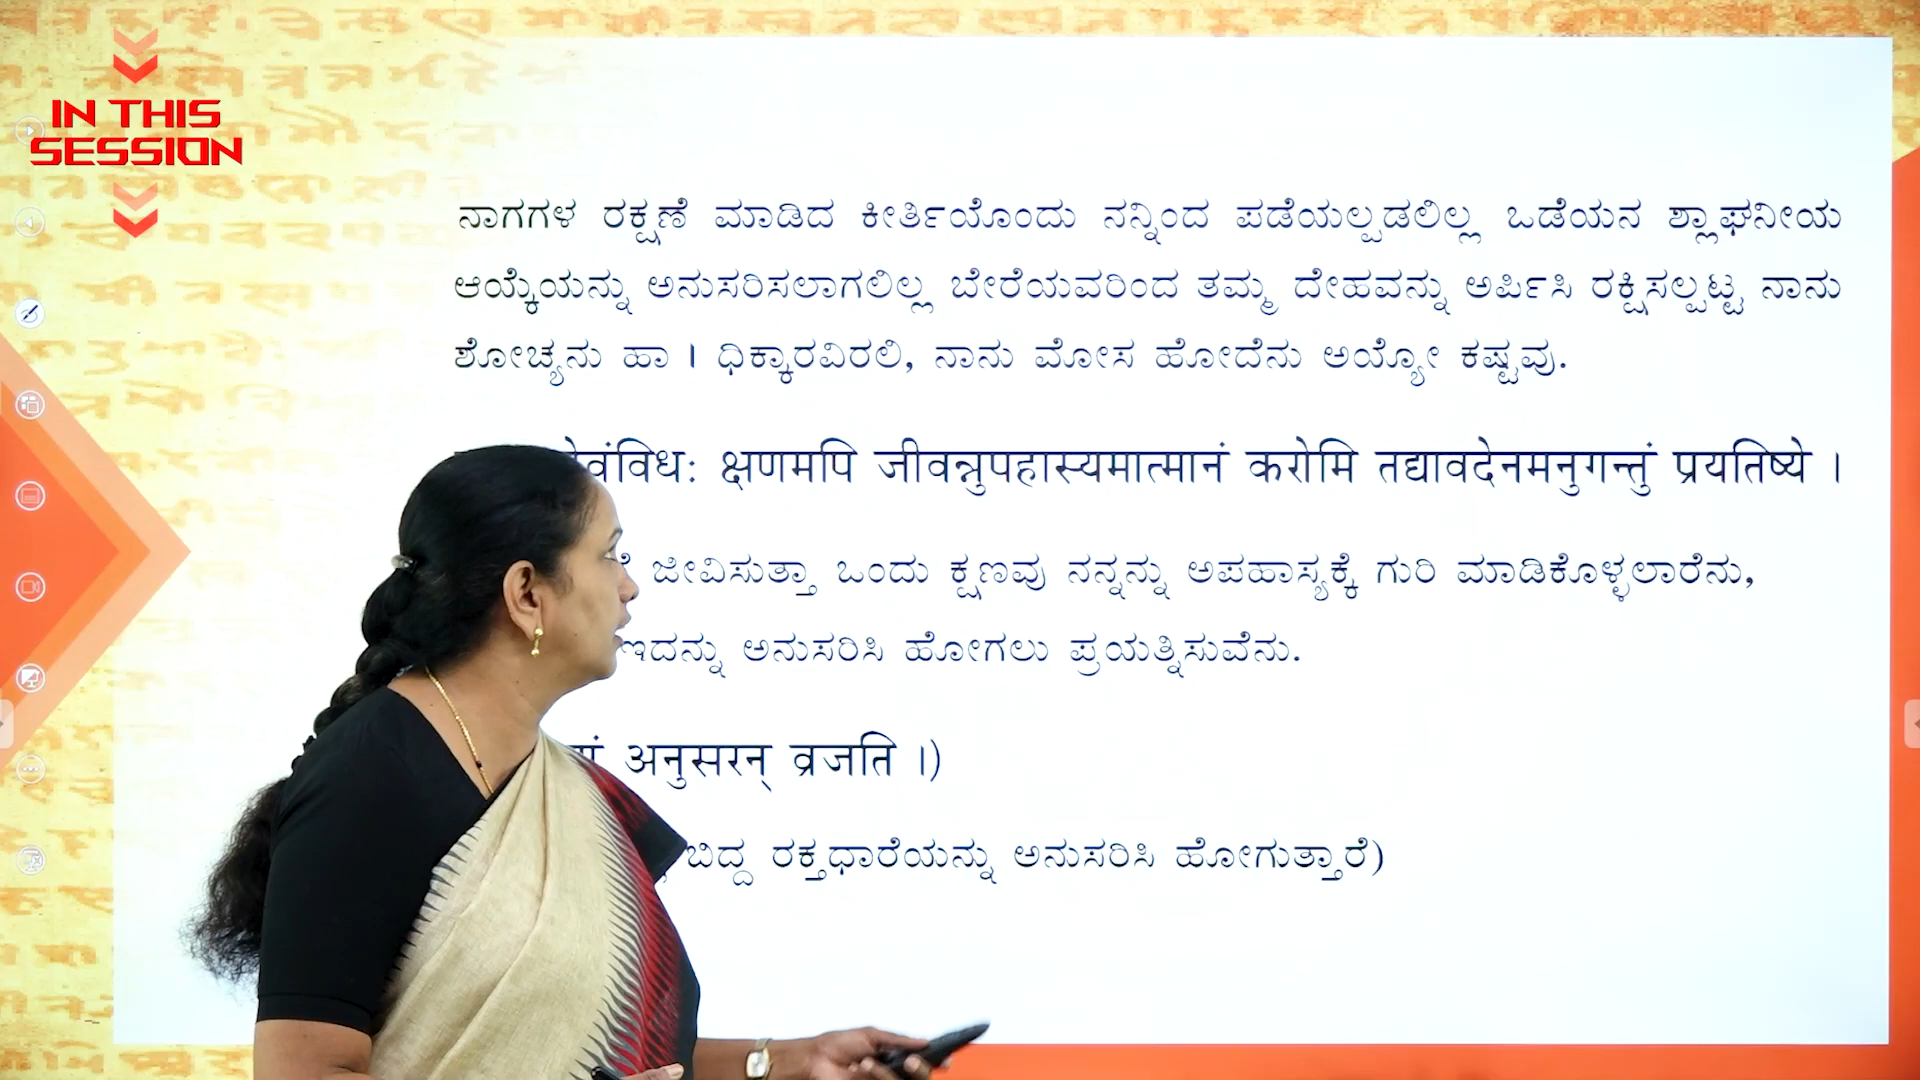 IN THIS
SESSION
ನಾಗಗಳ ರಕ್ಷಣೆ ಮಾಡಿದ ಕೀರ್ತಿಯೊಂದು ನನ್ನಿಂದ ಪಡೆಯಲ್ಪಡಲಿಲ್ಲ ಒಡೆಯನ ಶ್ಲಾಘನೀಯ
ಆಯ್ಕೆಯನ್ನು ಅನುಸರಿಸಲಾಗಲಿಲ್ಲ ಬೇರೆಯವರಿಂದ ತಮ್ಮ ದೇಹವನ್ನು ಅರ್ಪಿಸಿ ರಕ್ಷಿಸಲ್ಪಟ್ಟ ನಾನು
ಶೋಚ್ಯನು ಹಾ । ಧಿಕ್ಕಾರವಿರಲಿ, ನಾನು ಮೋಸ ಹೋದೆನು ಅಯ್ಯೋ ಕಷ್ಟವು.
क्षणमपि जीवन्नुपहास्यमात्मानं करोमि तद्यावदेनमनुगन्तुं प्रयतिष्ये ।
ಜೀವಿಸುತ್ತಾ ಒಂದು ಕ್ಷಣವು ನನ್ನನ್ನು ಅಪಹಾಸ್ಯಕ್ಕೆ ಗುರಿ ಮಾಡಿಕೊಳ್ಳಲಾರೆನು,
ಅನುಸರಿಸಿ ಹೋಗಲು ಪ್ರಯತ್ನಿಸುವೆನು.
अनुसरन् व्रजति ।)
ಬಿದ್ದ ರಕ್ತಧಾರೆಯನ್ನು ಅನುಸರಿಸಿ ಹೋಗುತ್ತಾರೆ)